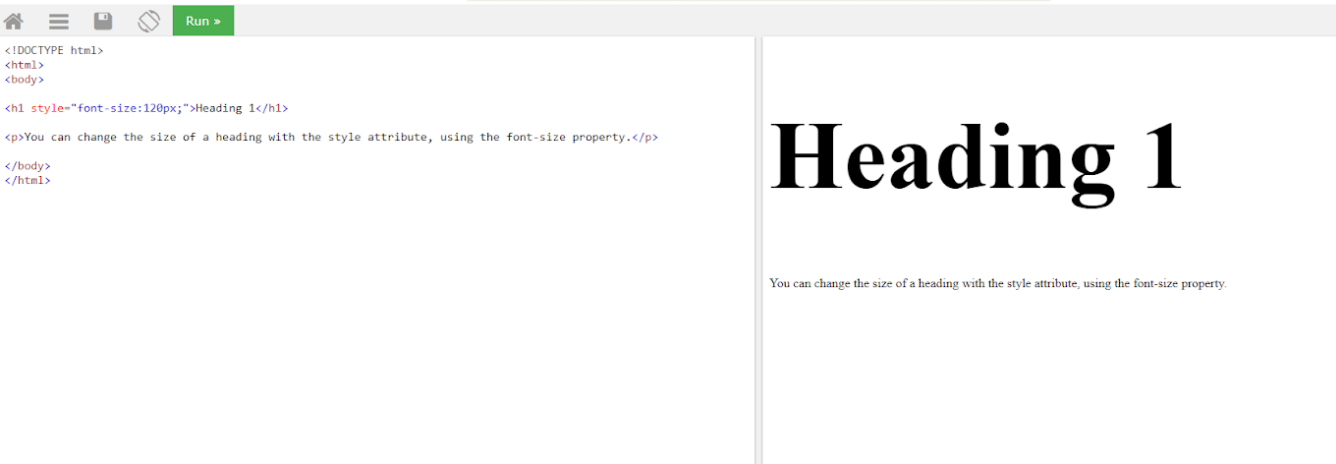 Run »
<!DOCTYPE html>
<html>
<body>
<h1 style="font-size:120px;">Heading 1</h1>
<p>You can change the size of a heading with the style attribute, using the font-size property.</p>
</body>
</html>
Heading 1
You can change the size of a heading with the style attribute, using the font-size property.